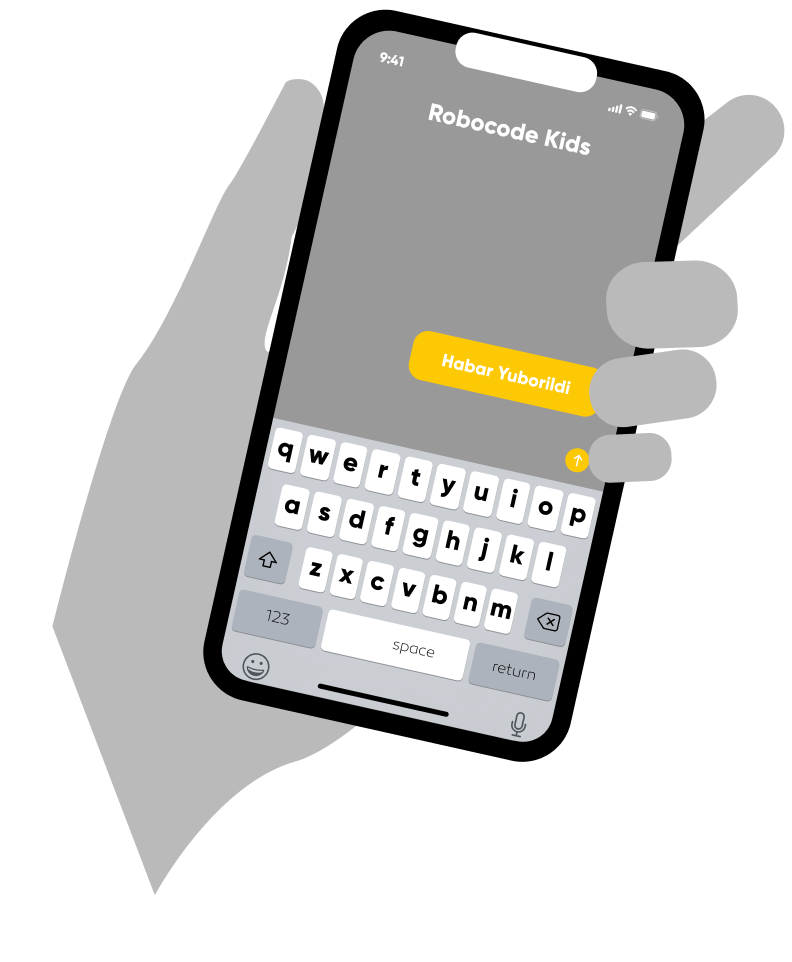 9:41
Robocode Kids
Habar Yuborildi
q w e r t y u i o p
a s d f g h j k l
z x c v b n m
123 space return